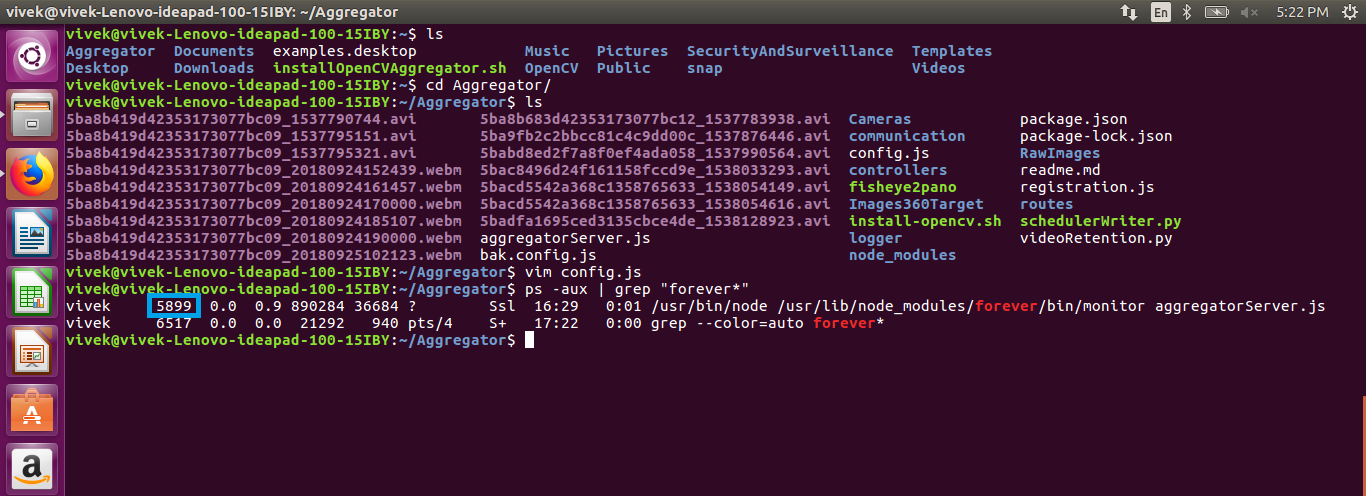 vivek@vivek-Lenovo-ideapad-100-15IBY: ~/Aggregator En 5:22 PM
vivek@vivek-Lenovo-ideapad-100-15IBY:~$ ls
Aggregator Documents examples.desktop Music Pictures SecurityAndSurveillance Templates
Desktop Downloads installOpenCVAggregator.sh OpenCV Public snap Videos
vivek@vivek-Lenovo-ideapad-100-15IBY:~$ cd Aggregator/
vivek@vivek-Lenovo-ideapad-100-15IBY:~/Aggregator$ ls
5ba8b419d42353173077bc09_1537790744.avi 5ba8b683d42353173077bc12_1537783938.avi Cameras package.json
5ba8b419d42353173077bc09_1537795151.avi 5ba9fb2c2bbcc81c4c9dd00c_1537876446.avi communication package-lock.json
5ba8b419d42353173077bc09_1537795321.avi 5babd8ed2f7a8f0ef4ada058_1537990564.avi config.js RawImages
5ba8b419d42353173077bc09_20180924152439.webm 5bac8496d24f161158fccd9e_1538033293.avi controllers readme.md
5ba8b419d42353173077bc09_20180924161457.webm 5bacd5542a368c1358765633_1538054149.avi fisheye2pano registration.js
5ba8b419d42353173077bc09_20180924170000.webm 5bacd5542a368c1358765633_1538054616.avi Images360Target routes
5ba8b419d42353173077bc09_20180924185107.webm 5badfa1695ced3135cbce4de_1538128923.avi install-opencv.sh schedulerWriter.py
5ba8b419d42353173077bc09_20180924190000.webm aggregatorServer.js logger videoRetention.py
5ba8b419d42353173077bc09_20180925102123.webm bak.config.js node_modules
vivek@vivek-Lenovo-ideapad-100-15IBY:~/Aggregator$ vim config.js
vivek@vivek-Lenovo-ideapad-100-15IBY:~/Aggregator$ ps -aux | grep "forever*"
vivek 5899 0.0 0.9 890284 36684 ? Ssl 16:29 0:01 /usr/bin/node /usr/lib/node_modules/forever/bin/monitor aggregatorServer.js
vivek 6517 0.0 0.0 21292 940 pts/4 S+ 17:22 0:00 grep --color=auto forever*
vivek@vivek-Lenovo-ideapad-100-15IBY:~/Aggregator$